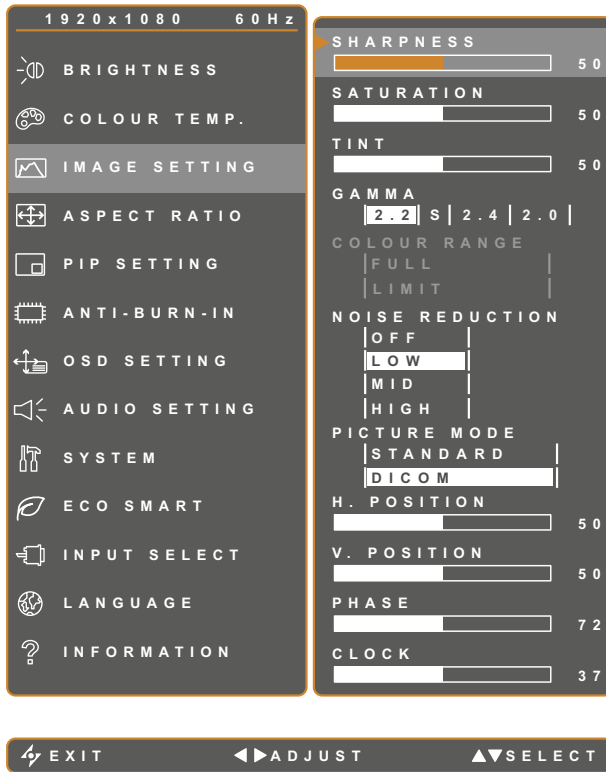 1920x1080 60Hz
BRIGHTNESS
COLOUR TEMP.
IMAGE SETTING
ASPECT RATIO
PIP SETTING
ANTI-BURN-IN
OSD SETTING
AUDIO SETTING
SYSTEM
ECO SMART
INPUT SELECT
LANGUAGE
INFORMATION
SHARPNESS
50
SATURATION
50
TINT
50
GAMMA
2.2 S 2.4 2.0
COLOUR RANGE
FULL
LIMIT
NOISE REDUCTION
OFF
LOW
MID
HIGH
PICTURE MODE
STANDARD
DICOM
H. POSITION
50
V. POSITION
50
PHASE
72
CLOCK
37
EXIT ADJUST SELECT